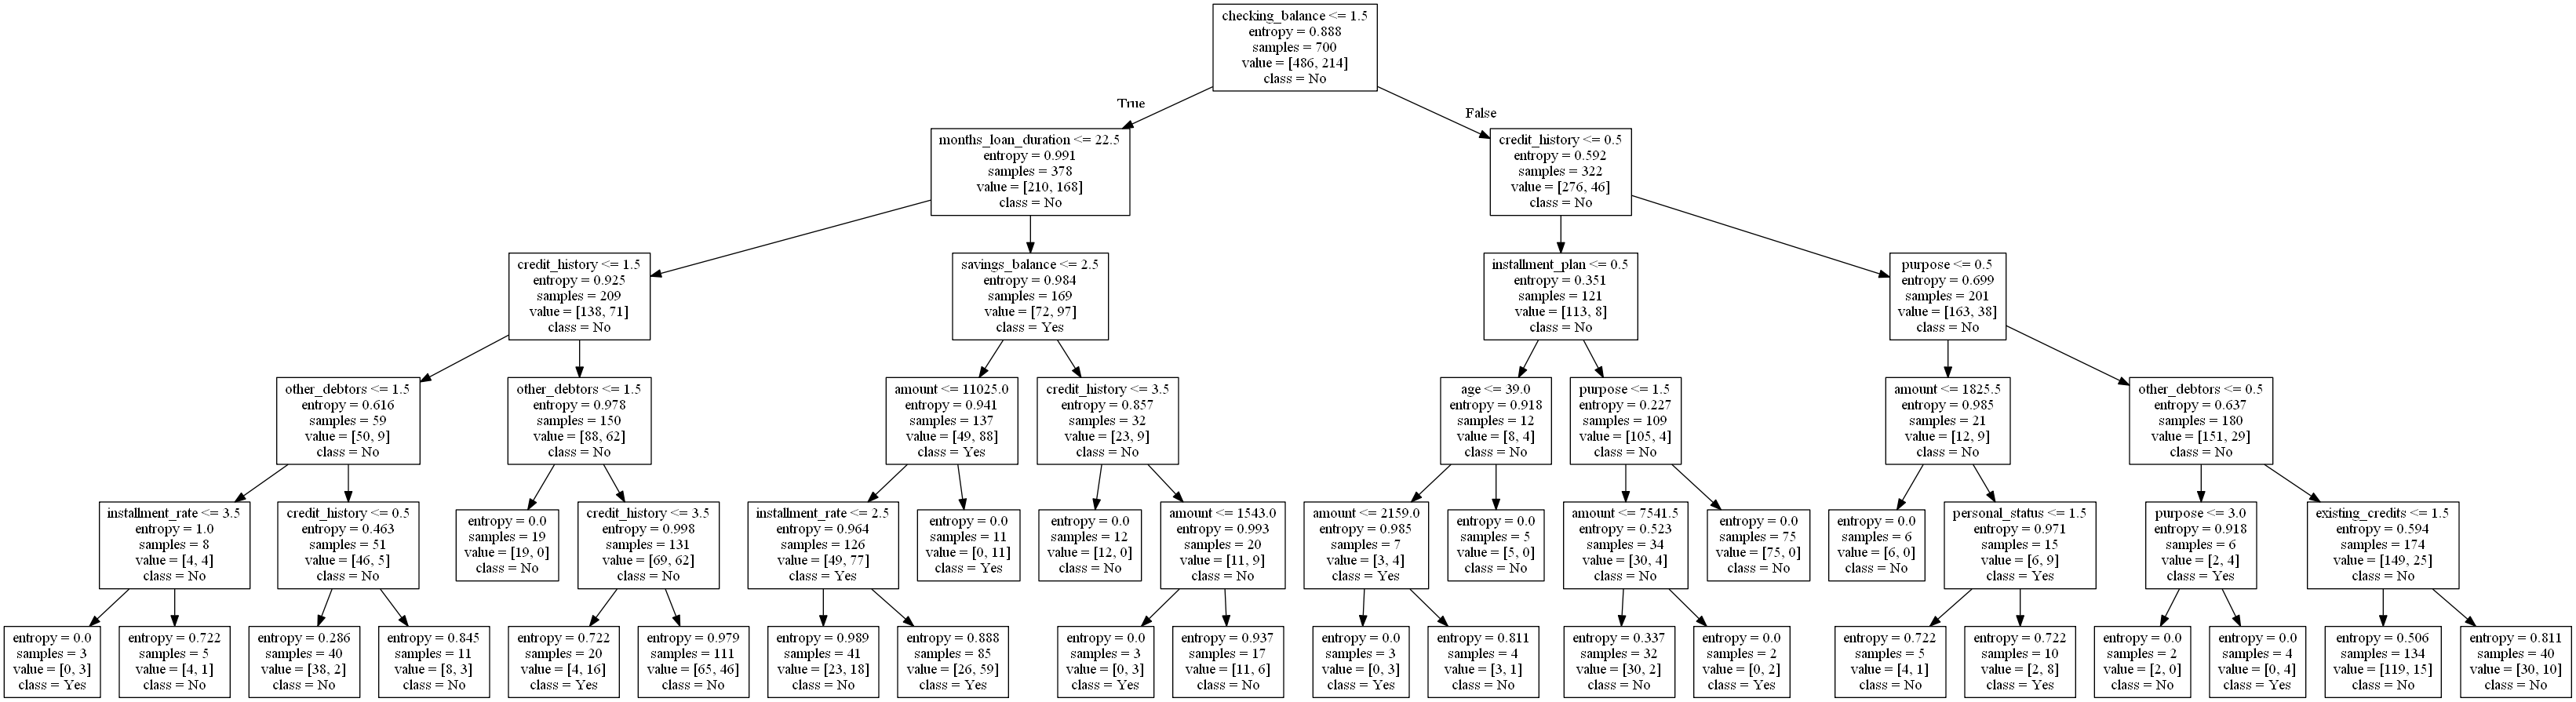 checking_balance <= 1.5
entropy = 0.888
samples = 700
value = [486, 214]
class = No
True
False
months_loan_duration <= 22.5
entropy = 0.991
samples = 378
value = [210, 168]
class = No
credit_history <= 0.5
entropy = 0.592
samples = 322
value = [276, 46]
class = No
credit_history <= 1.5
entropy = 0.925
samples = 209
value = [138, 71]
class = No
savings_balance <= 2.5
entropy = 0.984
samples = 169
value = [72, 97]
class = Yes
installment_plan <= 0.5
entropy = 0.351
samples = 121
value = [113, 8]
class = No
purpose <= 0.5
entropy = 0.699
samples = 201
value = [163, 38]
class = No
other_debtors <= 1.5
entropy = 0.616
samples = 59
value = [50, 9]
class = No
other_debtors <= 1.5
entropy = 0.978
samples = 150
value = [88, 62]
class = No
amount <= 11025.0
entropy = 0.941
samples = 137
value = [49, 88]
class = Yes
credit_history <= 3.5
entropy = 0.857
samples = 32
value = [23, 9]
class = No
age <= 39.0
entropy = 0.918
samples = 12
value = [8, 4]
class = No
purpose <= 1.5
entropy = 0.227
samples = 109
value = [105, 4]
class = No
amount <= 1825.5
entropy = 0.985
samples = 21
value = [12, 9]
class = No
other_debtors <= 0.5
entropy = 0.637
samples = 180
value = [151, 29]
class = No
installment_rate <= 3.5
entropy = 1.0
samples = 8
value = [4, 4]
class = No
credit_history <= 0.5
entropy = 0.463
samples = 51
value = [46, 5]
class = No
entropy = 0.0
samples = 19
value = [19, 0]
class = No
credit_history <= 3.5
entropy = 0.998
samples = 131
value = [69, 62]
class = No
installment_rate <= 2.5
entropy = 0.964
samples = 126
value = [49, 77]
class = Yes
entropy = 0.0
samples = 11
value = [0, 11]
class = Yes
entropy = 0.0
samples = 12
value = [12, 0]
class = No
amount <= 1543.0
entropy = 0.993
samples = 20
value = [11, 9]
class = No
amount <= 2159.0
entropy = 0.985
samples = 7
value = [3, 4]
class = Yes
entropy = 0.0
samples = 5
value = [5, 0]
class = No
amount <= 7541.5
entropy = 0.523
samples = 34
value = [30, 4]
class = No
entropy = 0.0
samples = 75
value = [75, 0]
class = No
entropy = 0.0
samples = 6
value = [6, 0]
class = No
personal_status <= 1.5
entropy = 0.971
samples = 15
value = [6, 9]
class = Yes
purpose <= 3.0
entropy = 0.918
samples = 6
value = [2, 4]
class = Yes
existing_credits <= 1.5
entropy = 0.594
samples = 174
value = [149, 25]
class = No
entropy = 0.0
samples = 3
value = [0, 3]
class = Yes
entropy = 0.722
samples = 5
value = [4, 1]
class = No
entropy = 0.286
samples = 40
value = [38, 2]
class = No
entropy = 0.845
samples = 11
value = [8, 3]
class = No
entropy = 0.722
samples = 20
value = [4, 16]
class = Yes
entropy = 0.979
samples = 111
value = [65, 46]
class = No
entropy = 0.989
samples = 41
value = [23, 18]
class = No
entropy = 0.888
samples = 85
value = [26, 59]
class = Yes
entropy = 0.0
samples = 3
value = [0, 3]
class = Yes
entropy = 0.937
samples = 17
value = [11, 6]
class = No
entropy = 0.0
samples = 3
value = [0, 3]
class = Yes
entropy = 0.811
samples = 4
value = [3, 1]
class = No
entropy = 0.337
samples = 32
value = [30, 2]
class = No
entropy = 0.0
samples = 2
value = [0, 2]
class = Yes
entropy = 0.722
samples = 5
value = [4, 1]
class = No
entropy = 0.722
samples = 10
value = [2, 8]
class = Yes
entropy = 0.0
samples = 2
value = [2, 0]
class = No
entropy = 0.0
samples = 4
value = [0, 4]
class = Yes
entropy = 0.506
samples = 134
value = [119, 15]
class = No
entropy = 0.811
samples = 40
value = [30, 10]
class = No